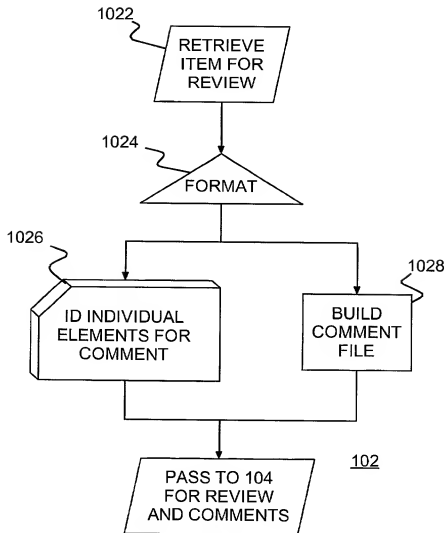 1022
RETRIEVE
ITEM FOR
REVIEW
1024
FORMAT
1026
ID INDIVIDUAL
ELEMENTS FOR
COMMENT
1028
BUILD
COMMENT
FILE
102
PASS TO 104
FOR REVIEW
AND COMMENTS